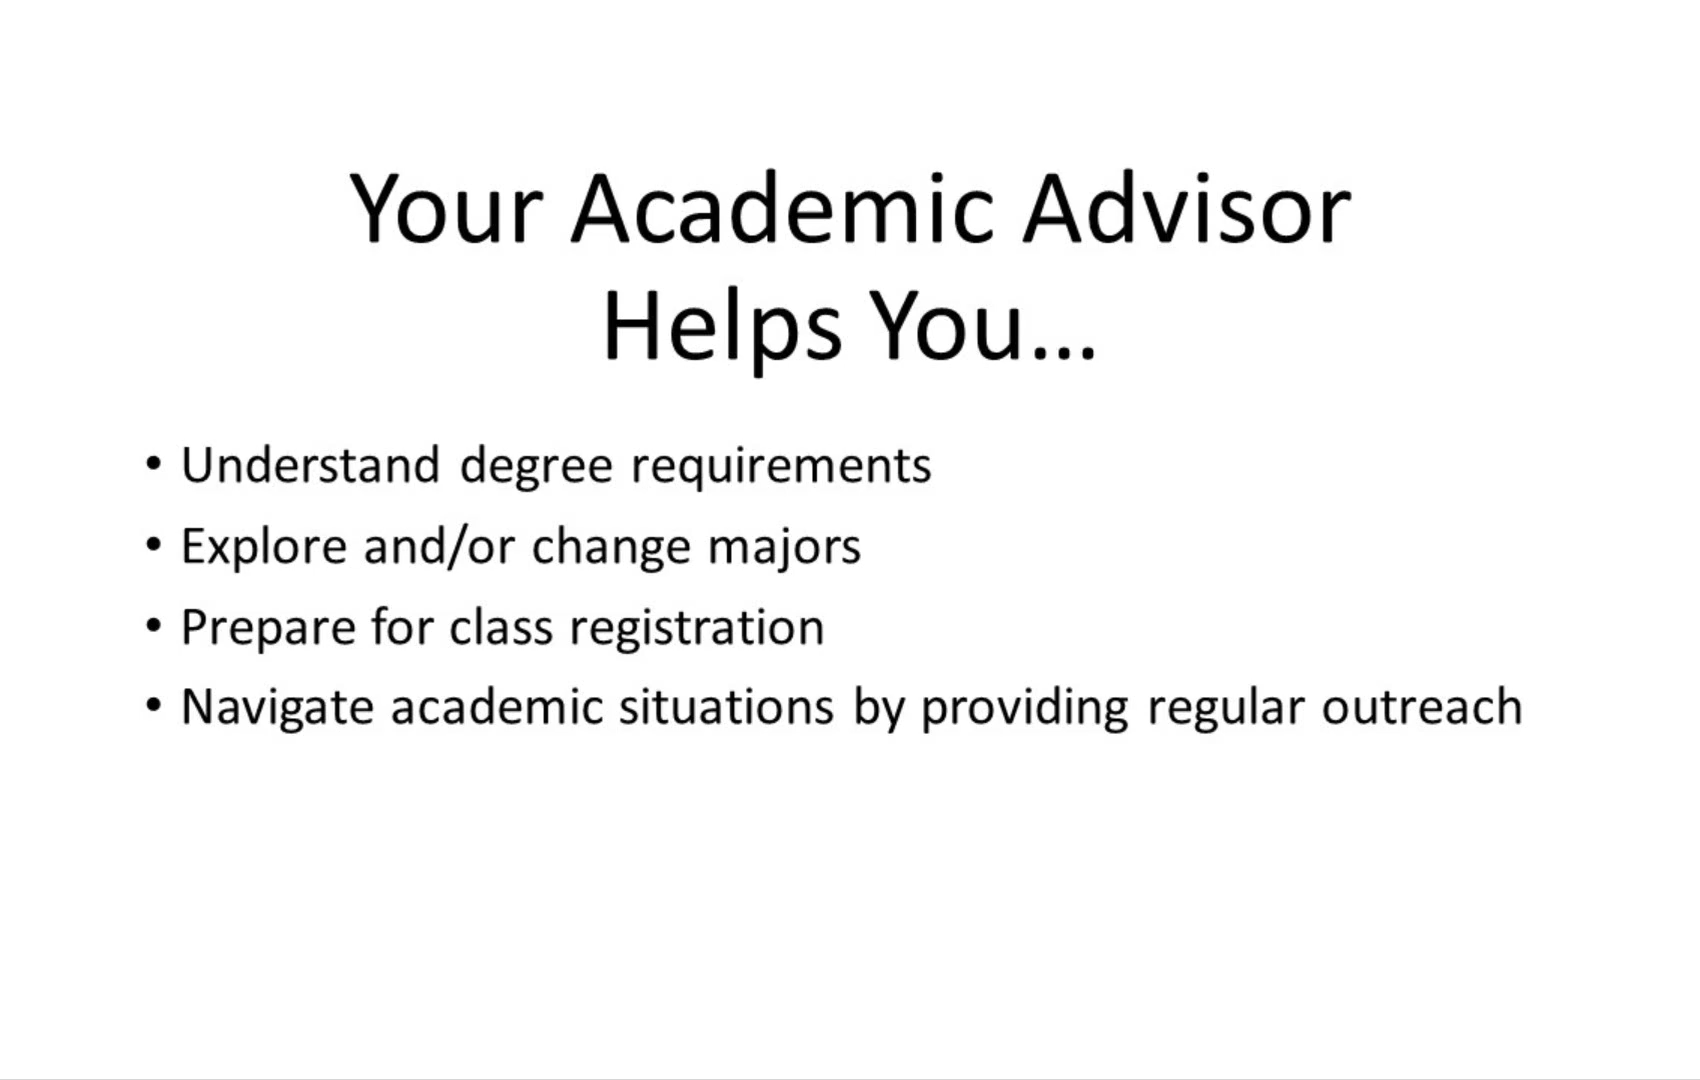 Your Academic Advisor
Helps You...
• Understand degree requirements
• Explore and/or change majors
• Prepare for class registration
• Navigate academic situations by providing regular outreach